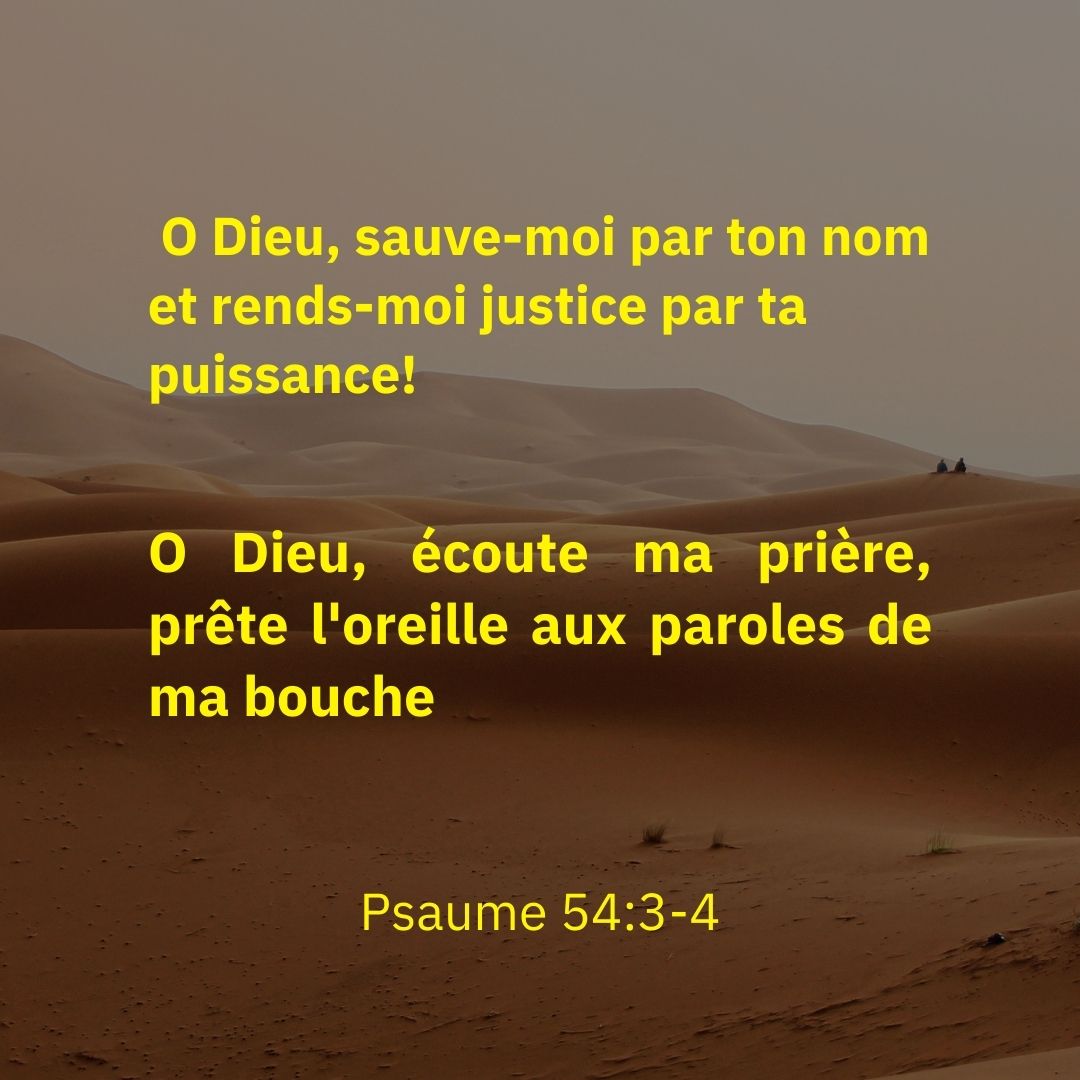 O Dieu, sauve-moi par ton nom
et rends-moi justice par ta
puissance!
O Dieu, écoute ma prière,
prête l'oreille aux paroles de
ma bouche
Psaume 54:3-4